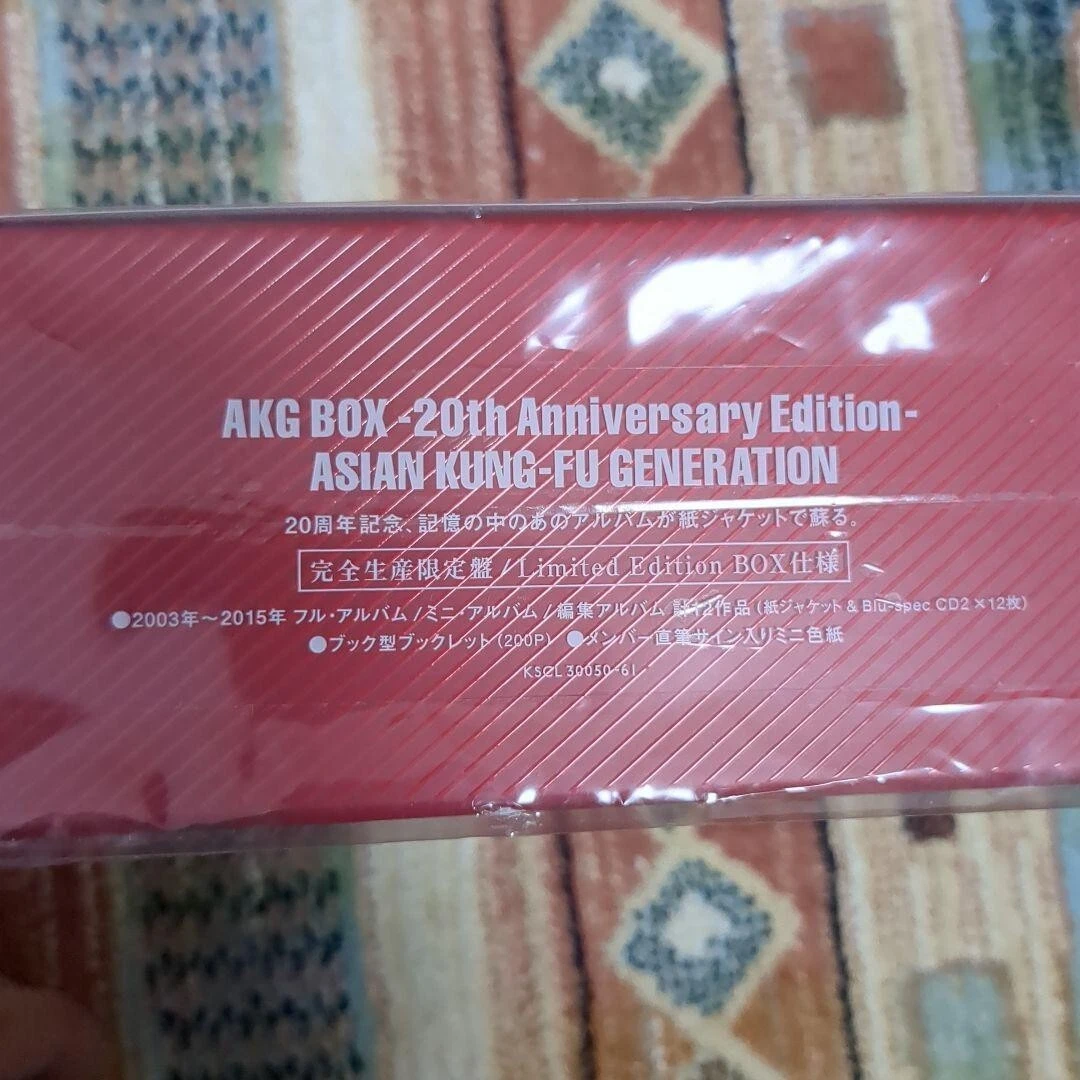 AKG BOX -20th Anniversary Edition-
ASIAN KUNG-FU GENERATION
20周年記念、記憶の中のあのアルバムが紙ジャケットで蘇る。
完全生産限定盤/Limited Edition BOX仕様
●2003年～2015年 フル・アルバム/ミニ・アルバム/編集アルバム 計12作品(紙ジャケット & Blu-spec CD2×12枚)
●ブック型ブックレット(200P) ●メンバー直筆サイン入りミニ色紙
KSCL 30050-61